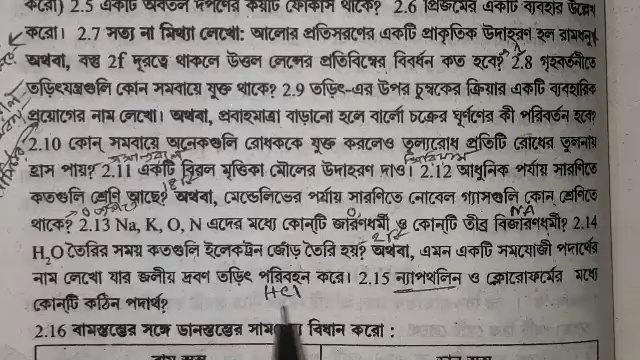 করো) 2.5 একটি অবতল দর্পণের কয়টি ফোকাস থাকে? 2.6 প্রিজমের একটি ব্যবহার উল্লেখ
করো। 2.7 সত্য না মিথ্যা লেখো: আলোর প্রতিসরণের একটি প্রাকৃতিক উদাহরণ হল রামধনু।
অথবা, বস্তু 2f দূরত্বে থাকলে উত্তল লেন্সের প্রতিবিম্বের বিবর্ধন কত হবে? 2.8 গৃহবর্তনীতে
তড়িৎযন্ত্রগুলি কোন সমবায়ে যুক্ত থাকে? 2.9 তড়িৎ-এর উপর চুম্বকের ক্রিয়ার একটি ব্যবহারিক
প্রয়োগের নাম লেখো। অথবা, প্রবাহমাত্রা বাড়ানো হলে বার্লো চক্রের ঘূর্ণনের কী পরিবর্তন হবে?
2.10 কোন্ সমবায়ে অনেকগুলি রোধককে যুক্ত করলেও তুল্যরোধ প্রতিটি রোধের তুলনায়
হ্রাস পায়? 2.11 একটি বিরল মৃত্তিকা মৌলের উদাহরণ দাও। 2.12 আধুনিক পর্যায় সারণিতে
কতগুলি শ্রেণি আছে? অথবা, মেন্ডেলিভের পর্যায় সারণিতে নোবেল গ্যাসগুলি কোন্ শ্রেণিতে
থাকে? 2.13 Na, K, O, N এদের মধ্যে কোন্‌টি জারণধর্মী ও কোন্‌টি তীব্র বিজারণধর্মী? 2.14
H₂O তৈরির সময় কতগুলি ইলেকট্রন জোড় তৈরি হয়? অথবা, এমন একটি সমযোজী পদার্থের
নাম লেখো যার জলীয় দ্রবণ তড়িৎ পরিবহন করে। 2.15 ন্যাপথলিন ও ক্লোরোফর্মের মধ্যে
HCl
কোন্‌টি কঠিন পদার্থ?
2.16 বামস্তম্ভের সঙ্গে ডানস্তম্ভের সামঞ্জস্য বিধান করো :